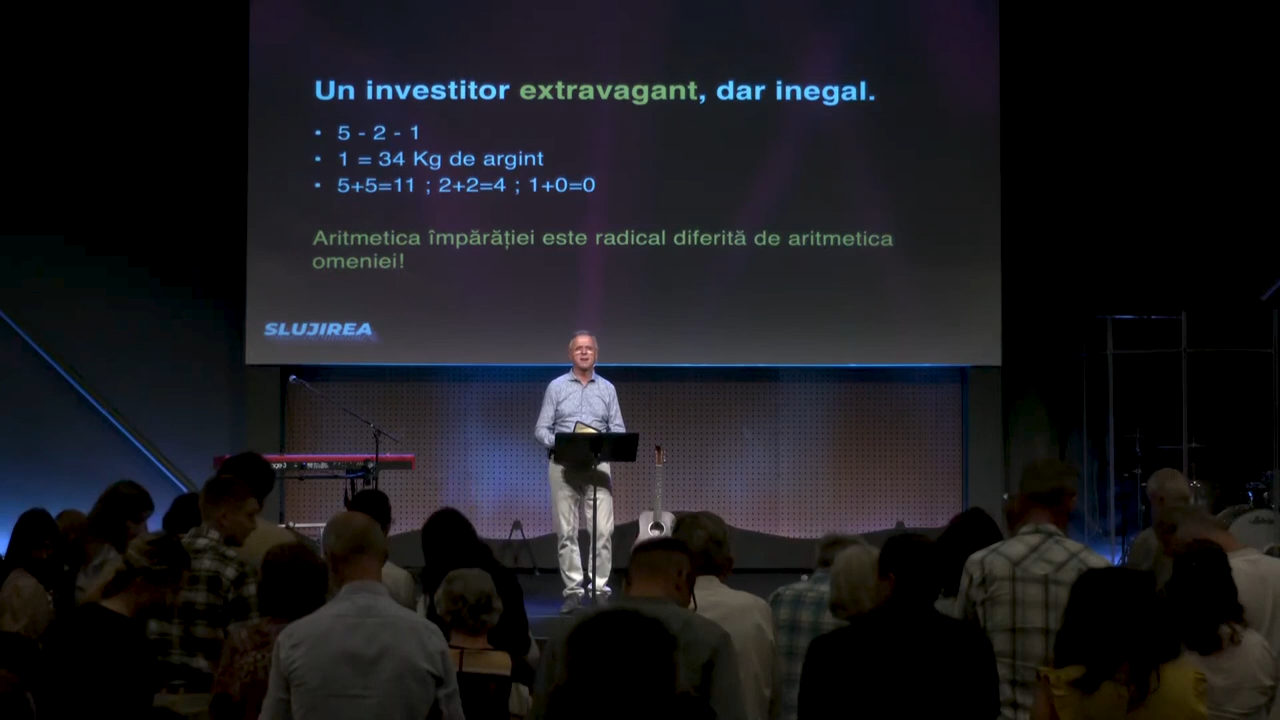 Un investitor extravagant, dar inegal.
• 5 - 2 - 1
• 1 = 34 Kg de argint
• 5+5=11 ; 2+2=4 ; 1+0=0
Aritmetica împărăției este radical diferită de aritmetica
omeniei!
SLUJIREA